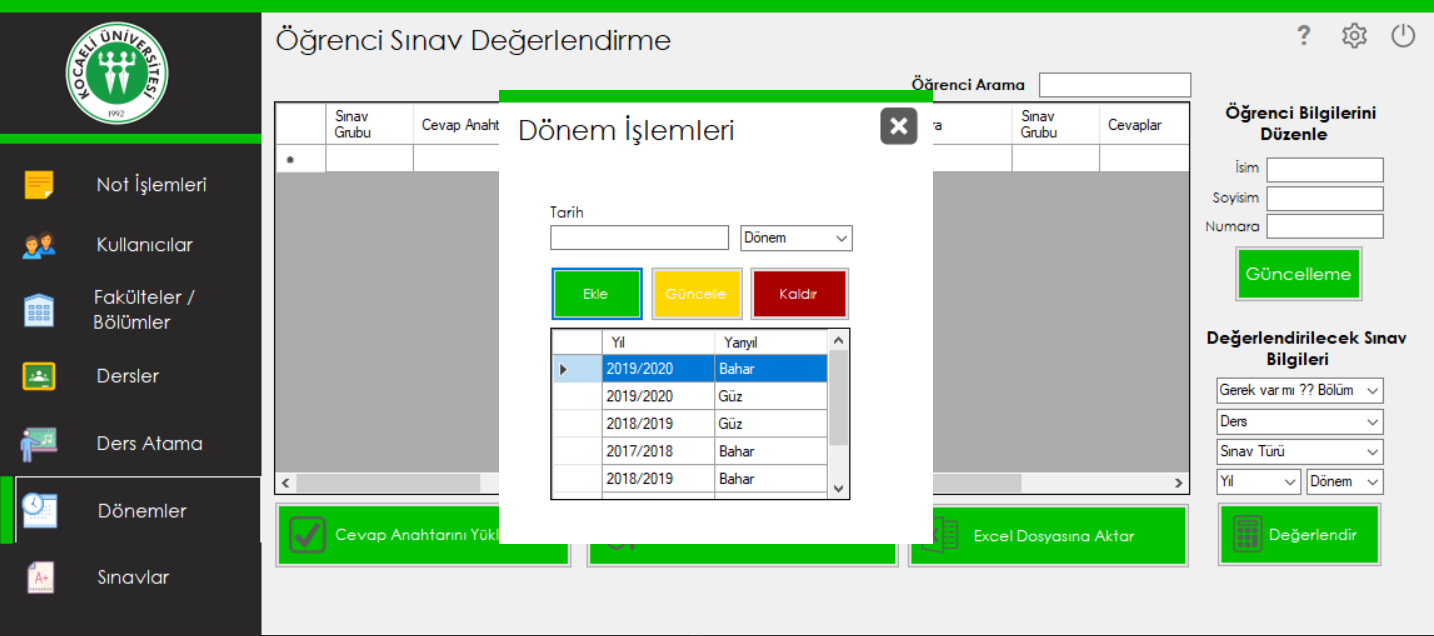 KOCAELİ ÜNİVERSİTESİ
1992
Not İşlemleri
Kullanıcılar
Fakülteler /
Bölümler
Dersler
Ders Atama
Dönemler
Sınavlar
Öğrenci Sınav Değerlendirme
?
Öğrenci Arama
Sınav
Grubu
Cevap Anaht
ra
Sınav
Grubu
Cevaplar
Dönem İşlemleri
Tarih
Dönem
Ekle
Güncelle
Kaldır
Yıl Yarıyıl
2019/2020 Bahar
2019/2020 Güz
2018/2019 Güz
2017/2018 Bahar
2018/2019 Bahar
Cevap Anahtarını Yükl
Excel Dosyasına Aktar
Öğrenci Bilgilerini
Düzenle
İsim
Soyisim
Numara
Güncelleme
Değerlendirilecek Sınav
Bilgileri
Gerek var mı ?? Bölüm
Ders
Sınav Türü
Yıl Dönem
Değerlendir
A+